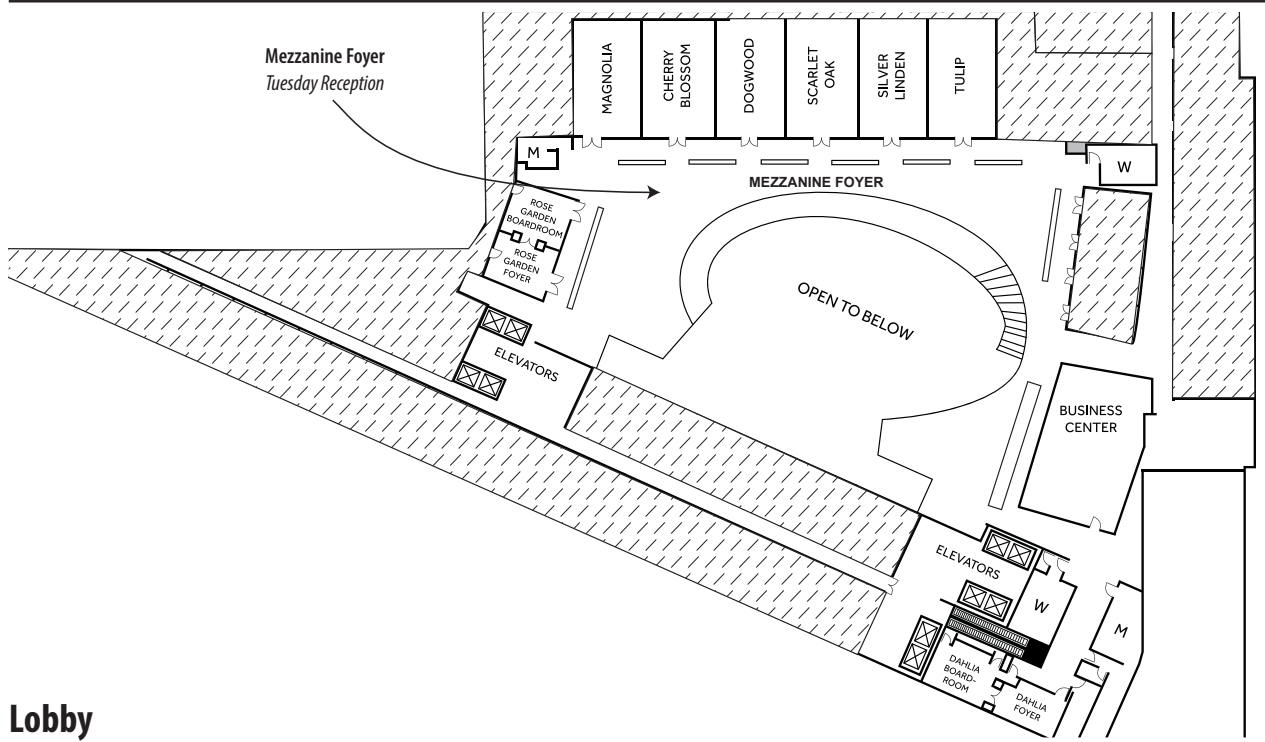 Mezzanine Foyer
Tuesday Reception
MAGNOLIA
CHERRY
BLOSSOM
DOGWOOD
SCARLET
OAK
SILVER
LINDEN
TULIP
M
W
MEZZANINE FOYER
ROSE
GARDEN
BOARDROOM
ROSE
GARDEN
FOYER
OPEN TO BELOW
ELEVATORS
BUSINESS
CENTER
ELEVATORS
W
M
DAHLIA
BOARD-
ROOM
DAHLIA
FOYER
Lobby